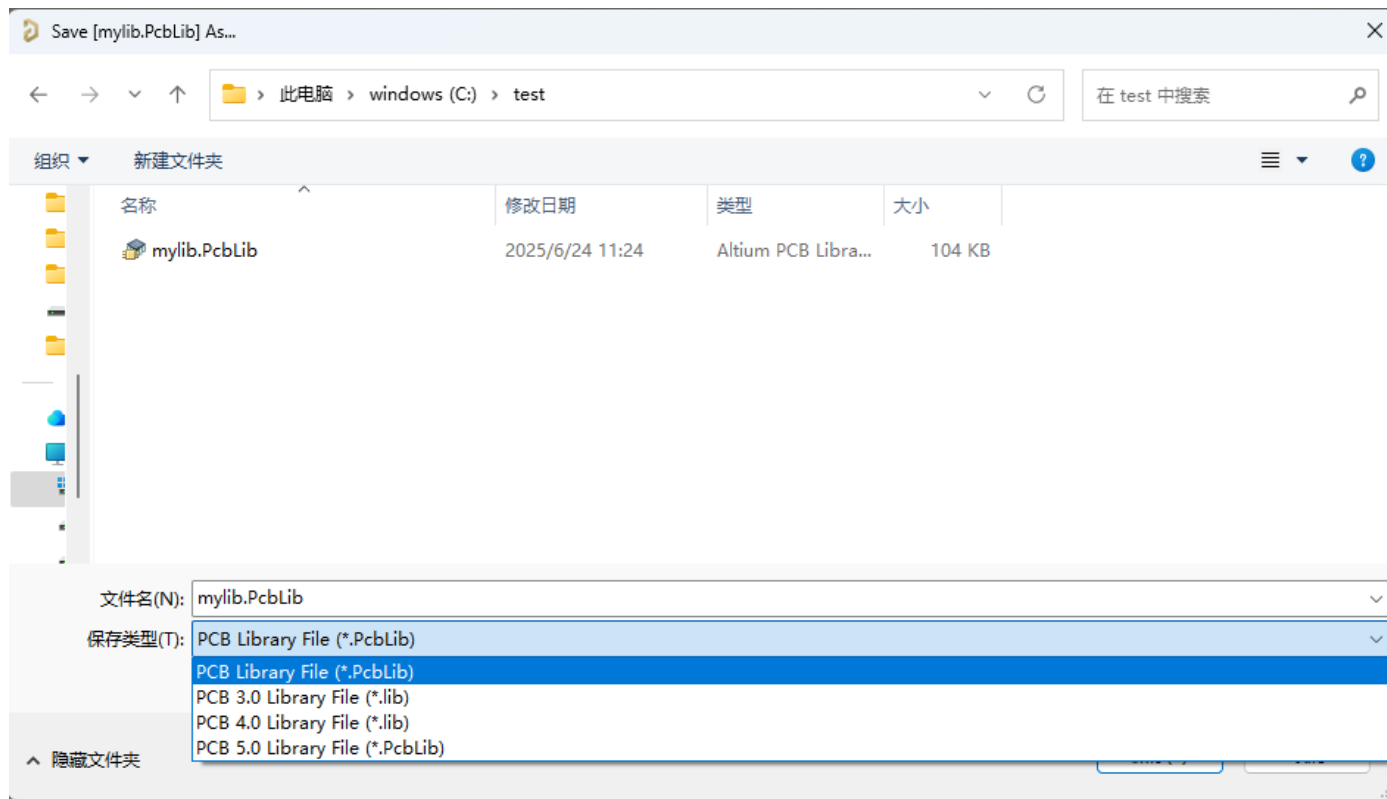 Save [mylib.PcbLib] As...
此电脑 › windows (C:) › test
在 test 中搜索
组织
新建文件夹
名称 修改日期 类型 大小
mylib.PcbLib 2025/6/24 11:24 Altium PCB Libra... 104 KB
文件名(N): mylib.PcbLib
保存类型(T): PCB Library File (*.PcbLib)
PCB Library File (*.PcbLib)
PCB 3.0 Library File (*.lib)
PCB 4.0 Library File (*.lib)
PCB 5.0 Library File (*.PcbLib)
隐藏文件夹